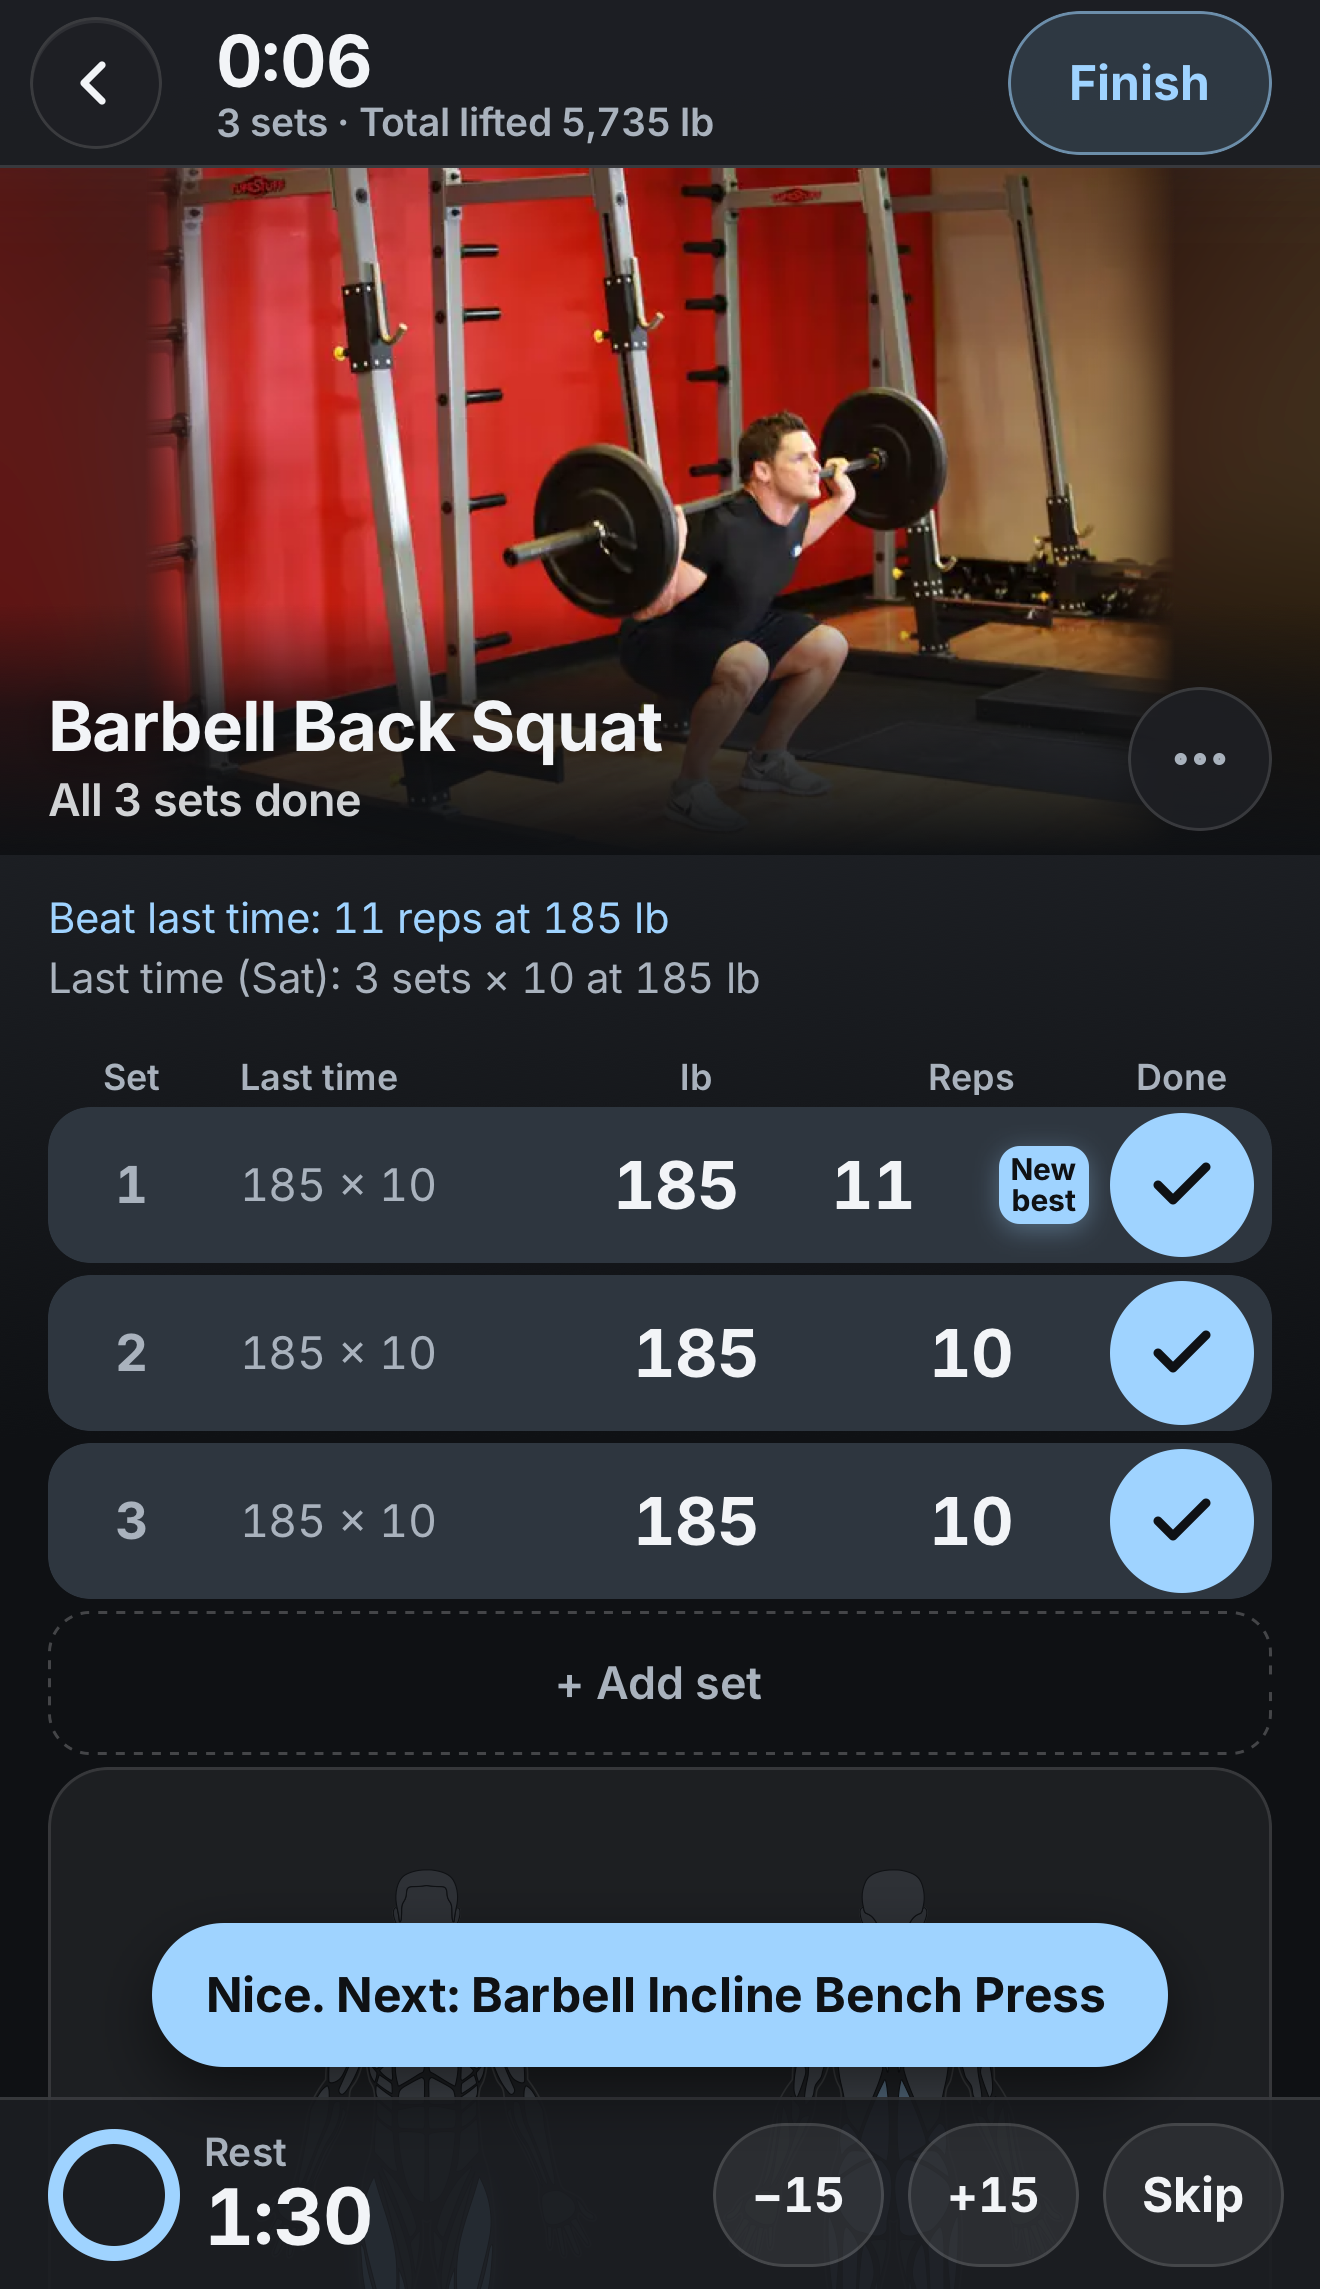 0:06
3 sets · Total lifted 5,735 lb
Finish
Barbell Back Squat
All 3 sets done
Beat last time: 11 reps at 185 lb
Last time (Sat): 3 sets × 10 at 185 lb
Set Last time lb Reps Done
1 185 × 10 185 11 New best
2 185 × 10 185 10
3 185 × 10 185 10
+ Add set
Nice. Next: Barbell Incline Bench Press
Rest
1:30
−15 +15 Skip